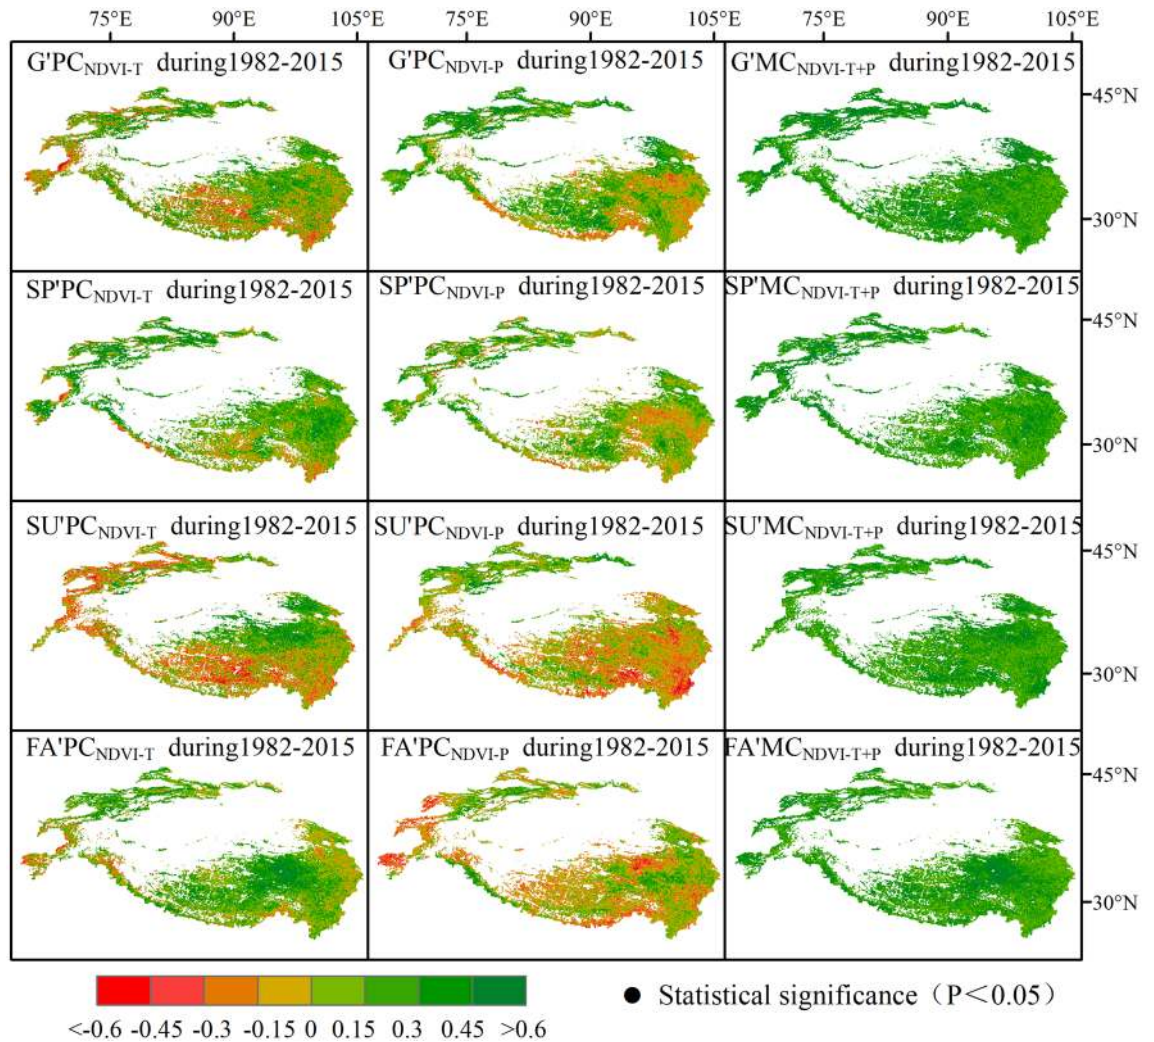 75°E 90°E 105°E 75°E 90°E 105°E 75°E 90°E 105°E
G'PCNDVI-T during1982-2015
G'PCNDVI-P during1982-2015
G'MCNDVI-T+P during1982-2015
45°N
30°N
SP'PCNDVI-T during1982-2015
SP'PCNDVI-P during1982-2015
SP'MCNDVI-T+P during1982-2015
45°N
30°N
SU'PCNDVI-T during1982-2015
SU'PCNDVI-P during1982-2015
SU'MCNDVI-T+P during1982-2015
45°N
30°N
FA'PCNDVI-T during1982-2015
FA'PCNDVI-P during1982-2015
FA'MCNDVI-T+P during1982-2015
45°N
30°N
<-0.6 -0.45 -0.3 -0.15 0 0.15 0.3 0.45 >0.6
● Statistical significance（P＜0.05）